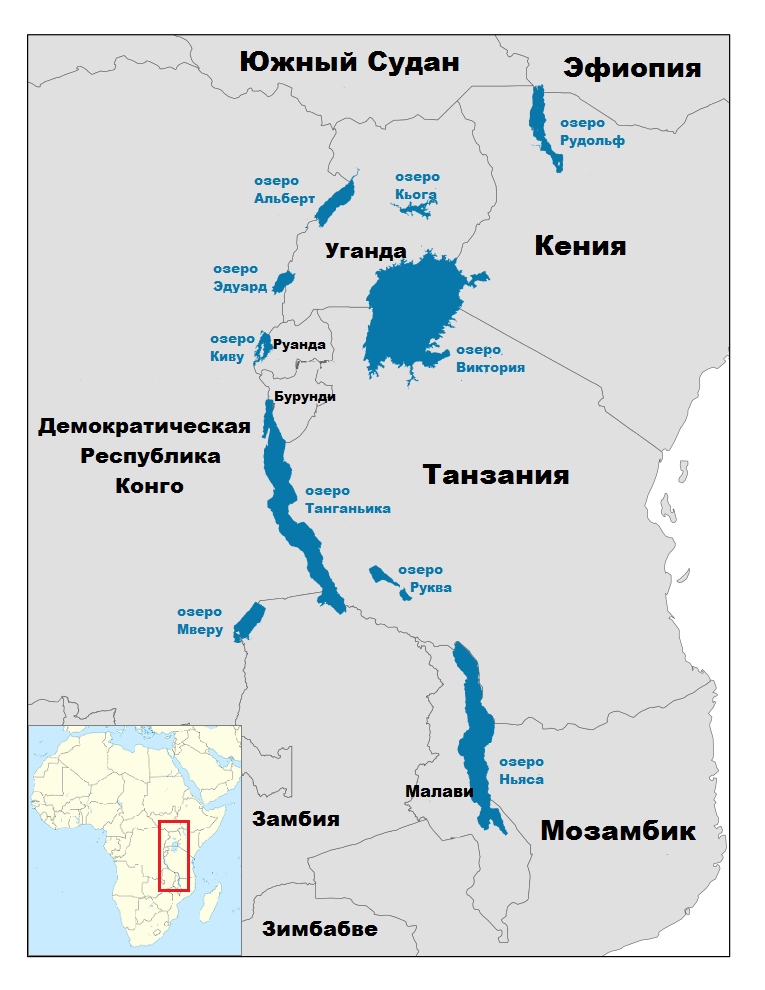 Южный Судан
Эфиопия
озеро
Рудольф
озеро
Альберт
озеро
Кьога
Уганда
Кения
озеро
Эдуард
озеро
Киву
Руанда
озеро
Виктория
Бурунди
Демократическая
Республика
Конго
Танзания
озеро
Танганьика
озеро
Руква
озеро
Мверу
озеро
Ньяса
Малави
Замбия
Мозамбик
Зимбабве